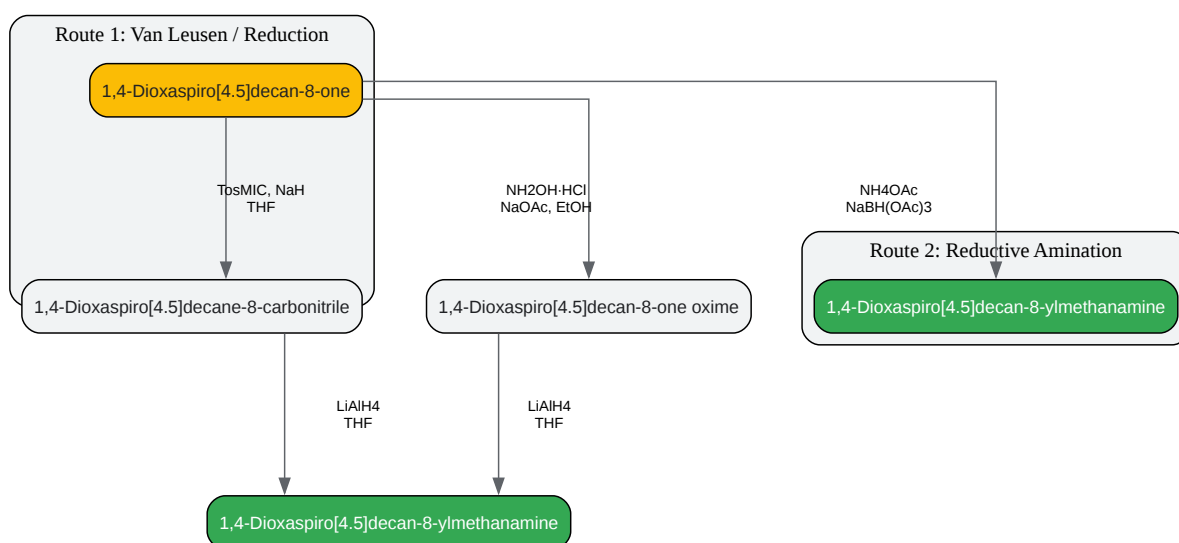 Route 1: Van Leusen / Reduction
1,4-Dioxaspiro[4.5]decan-8-one
TosMIC, NaH
THF
NH2OH·HCl
NaOAc, EtOH
NH4OAc
NaBH(OAc)3
Route 2: Reductive Amination
1,4-Dioxaspiro[4.5]decane-8-carbonitrile
1,4-Dioxaspiro[4.5]decan-8-one oxime
1,4-Dioxaspiro[4.5]decan-8-ylmethanamine
LiAlH4
THF
LiAlH4
THF
1,4-Dioxaspiro[4.5]decan-8-ylmethanamine